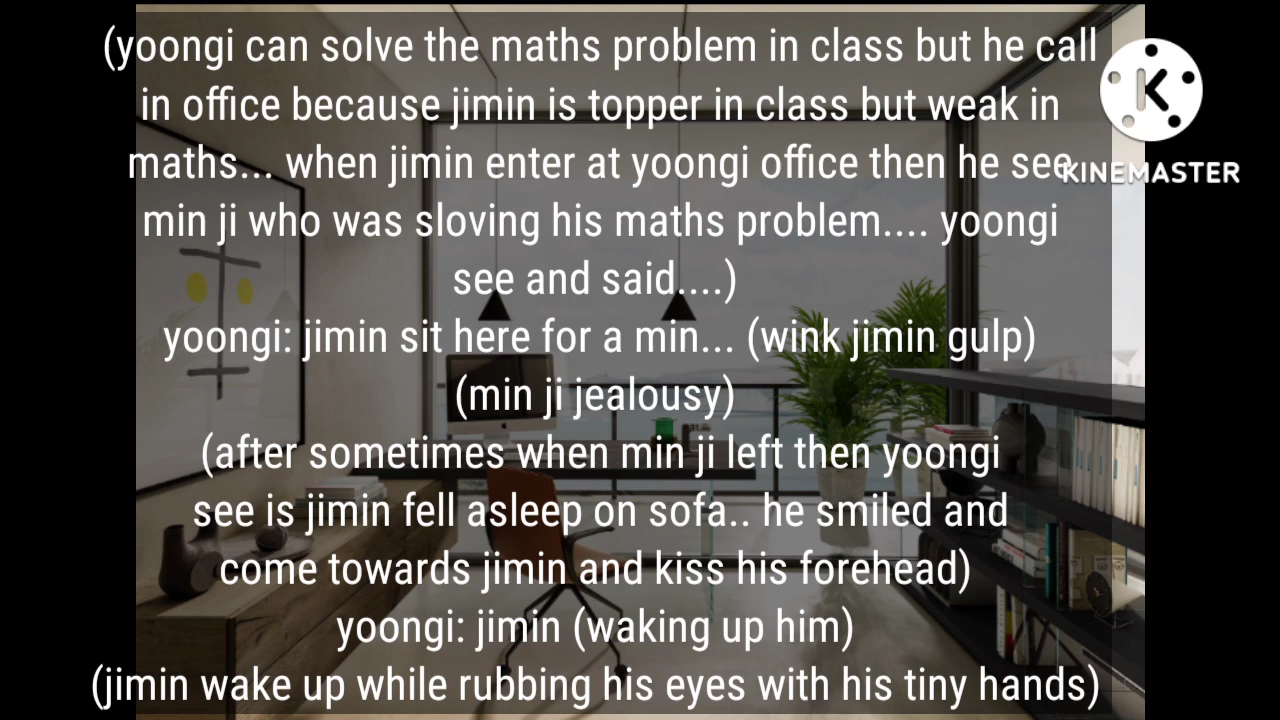 (yoongi can solve the maths problem in class but he call
in office because jimin is topper in class but weak in
maths... when jimin enter at yoongi office then he see
min ji who was sloving his maths problem.... yoongi
see and said....)
yoongi: jimin sit here for a min... (wink jimin gulp)
(min ji jealousy)
(after sometimes when min ji left then yoongi
see is jimin fell asleep on sofa.. he smiled and
come towards jimin and kiss his forehead)
yoongi: jimin (waking up him)
(jimin wake up while rubbing his eyes with his tiny hands)
K
KINEMASTER